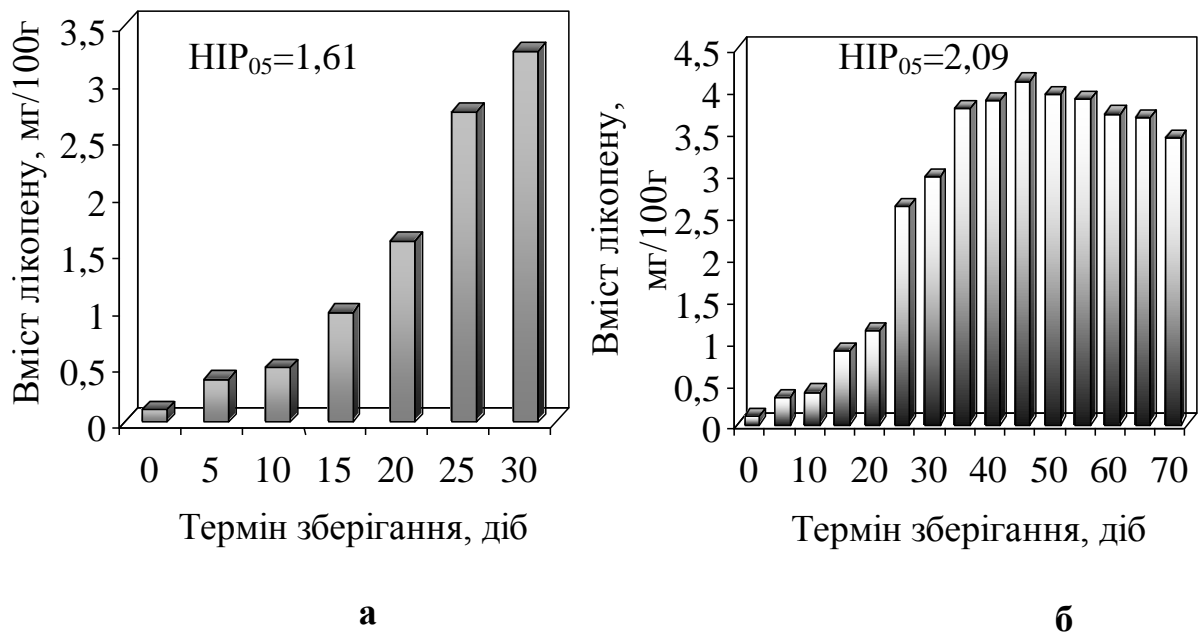 НІР05=1,61
Вміст лікопену, мг/100г
3,5
3
2,5
2
1,5
1
0,5
0
0 5 10 15 20 25 30
Термін зберігання, діб
а
НІР05=2,09
Вміст лікопену,
мг/100г
4,5
4
3,5
3
2,5
2
1,5
1
0,5
0
0 10 20 30 40 50 60 70
Термін зберігання, діб
б